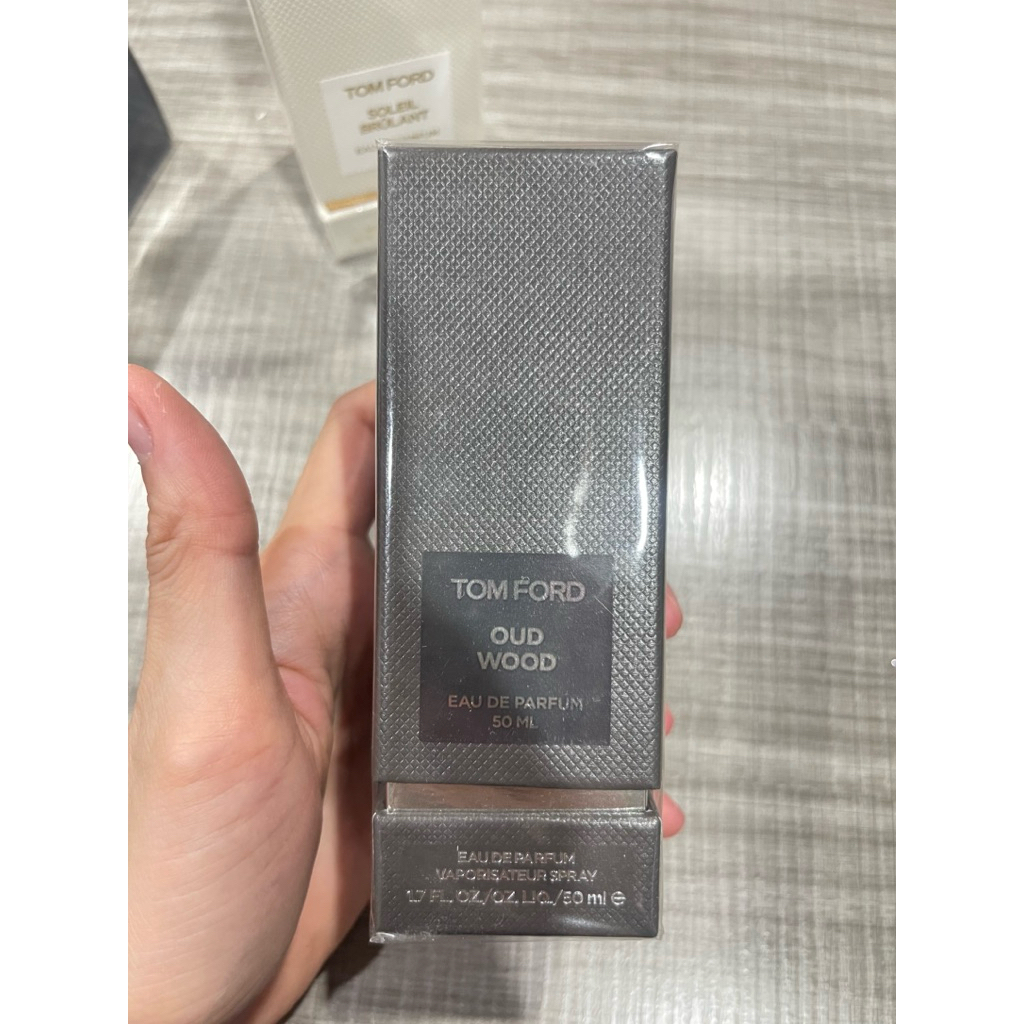 TOM FORD
SOLEIL
BRÛLANT
TOM FORD
OUD
WOOD
EAU DE PARFUM
50 ML
EAU DE PARFUM
VAPORISATEUR SPRAY
1.7 FL. OZ./OZ. LIQ./50 ml ℮